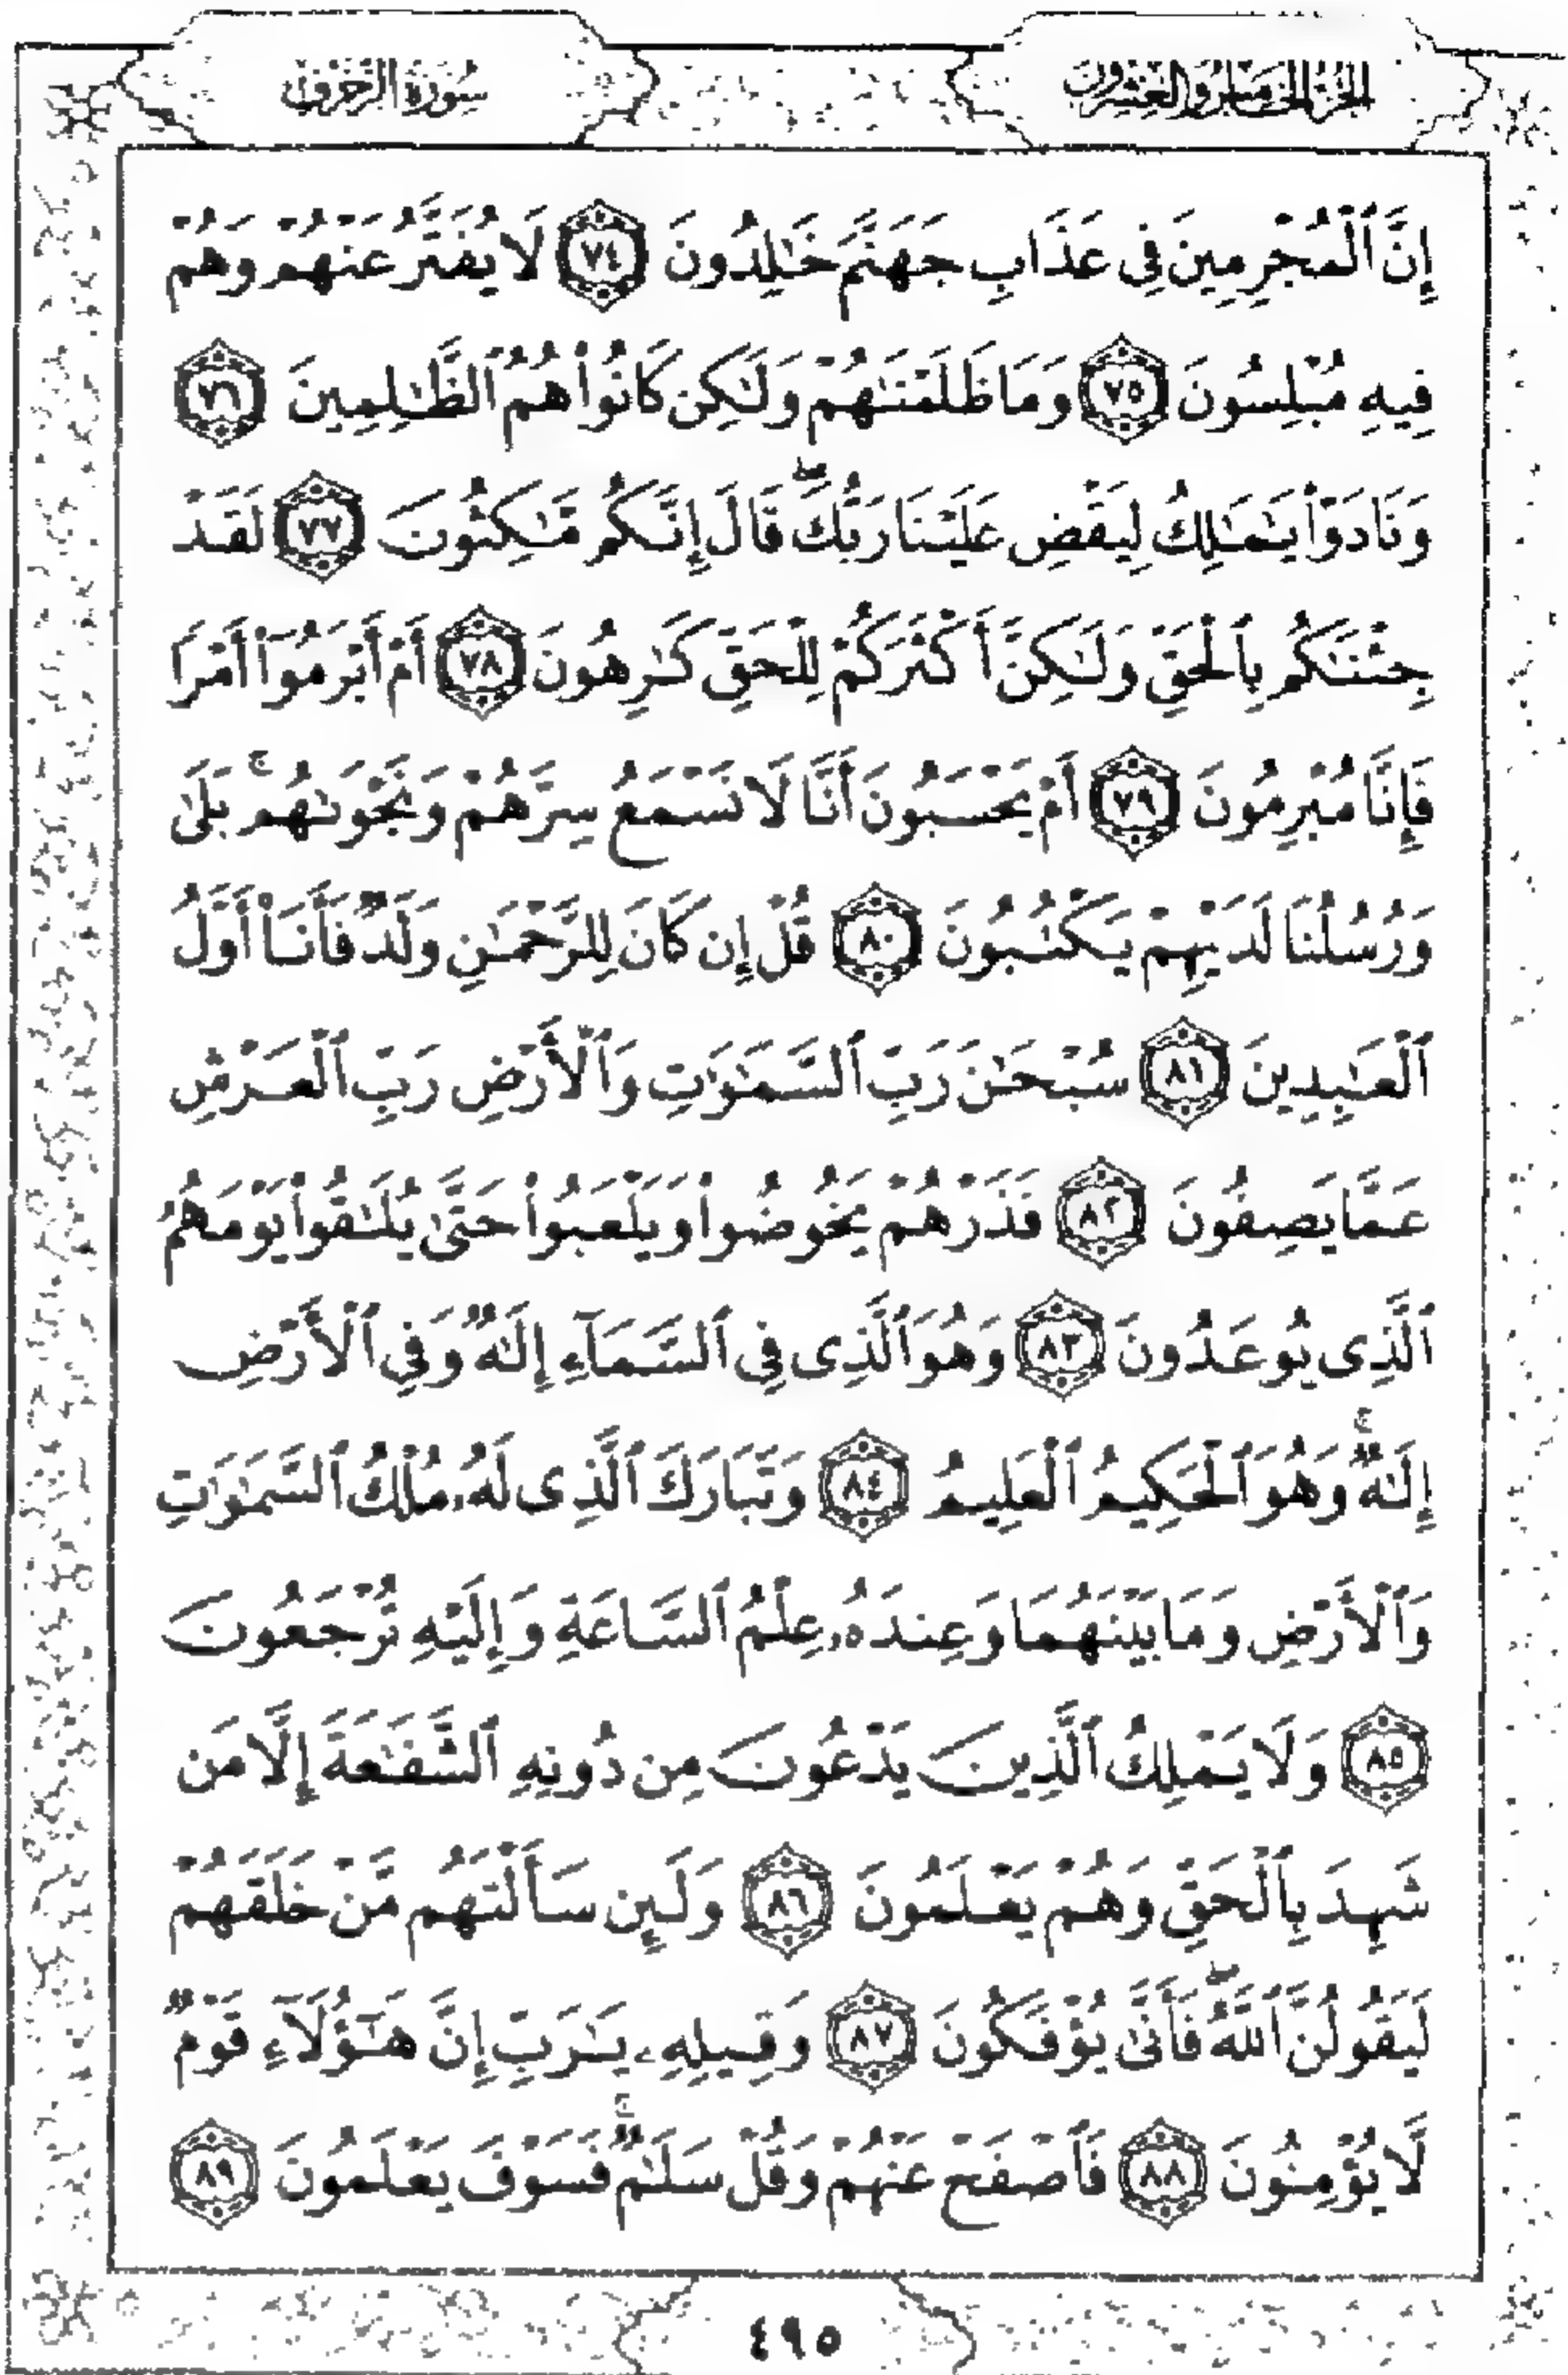 الجزء الخامس والعشرون
سورة الزخرف
إِنَّ ٱلْمُجْرِمِينَ فِى عَذَابِ جَهَنَّمَ خَٰلِدُونَ ٧٤ لَا يُفَتَّرُ عَنْهُمْ وَهُمْ
فِيهِ مُبْلِسُونَ ٧٥ وَمَا ظَلَمْنَٰهُمْ وَلَٰكِن كَانُوا۟ هُمُ ٱلظَّٰلِمِينَ ٧٦
وَنَادَوْا۟ يَٰمَٰلِكُ لِيَقْضِ عَلَيْنَا رَبُّكَ ۖ قَالَ إِنَّكُم مَّٰكِثُونَ ٧٧ لَقَدْ
جِئْنَٰكُم بِٱلْحَقِّ وَلَٰكِنَّ أَكْثَرَكُمْ لِلْحَقِّ كَٰرِهُونَ ٧٨ أَمْ أَبْرَمُوٓا۟ أَمْرًا
فَإِنَّا مُبْرِمُونَ ٧٩ أَمْ يَحْسَبُونَ أَنَّا لَا نَسْمَعُ سِرَّهُمْ وَنَجْوَىٰهُم ۚ بَلَىٰ
وَرُسُلُنَا لَدَيْهِمْ يَكْتُبُونَ ٨٠ قُلْ إِن كَانَ لِلرَّحْمَٰنِ وَلَدٌ فَأَنَا۠ أَوَّلُ
ٱلْعَٰبِدِينَ ٨١ سُبْحَٰنَ رَبِّ ٱلسَّمَٰوَٰتِ وَٱلْأَرْضِ رَبِّ ٱلْعَرْشِ
عَمَّا يَصِفُونَ ٨٢ فَذَرْهُمْ يَخُوضُوا۟ وَيَلْعَبُوا۟ حَتَّىٰ يُلَٰقُوا۟ يَوْمَهُمُ
ٱلَّذِى يُوعَدُونَ ٨٣ وَهُوَ ٱلَّذِى فِى ٱلسَّمَآءِ إِلَٰهٌ وَفِى ٱلْأَرْضِ
إِلَٰهٌ ۚ وَهُوَ ٱلْحَكِيمُ ٱلْعَلِيمُ ٨٤ وَتَبَارَكَ ٱلَّذِى لَهُۥ مُلْكُ ٱلسَّمَٰوَٰتِ
وَٱلْأَرْضِ وَمَا بَيْنَهُمَا وَعِندَهُۥ عِلْمُ ٱلسَّاعَةِ وَإِلَيْهِ تُرْجَعُونَ
٨٥ وَلَا يَمْلِكُ ٱلَّذِينَ يَدْعُونَ مِن دُونِهِ ٱلشَّفَٰعَةَ إِلَّا مَن
شَهِدَ بِٱلْحَقِّ وَهُمْ يَعْلَمُونَ ٨٦ وَلَئِن سَأَلْتَهُم مَّنْ خَلَقَهُمْ
لَيَقُولُنَّ ٱللَّهُ ۖ فَأَنَّىٰ يُؤْفَكُونَ ٨٧ وَقِيلِهِۦ يَٰرَبِّ إِنَّ هَٰٓؤُلَآءِ قَوْمٌ
لَّا يُؤْمِنُونَ ٨٨ فَٱصْفَحْ عَنْهُمْ وَقُلْ سَلَٰمٌ ۚ فَسَوْفَ يَعْلَمُونَ ٨٩
٤٩٥